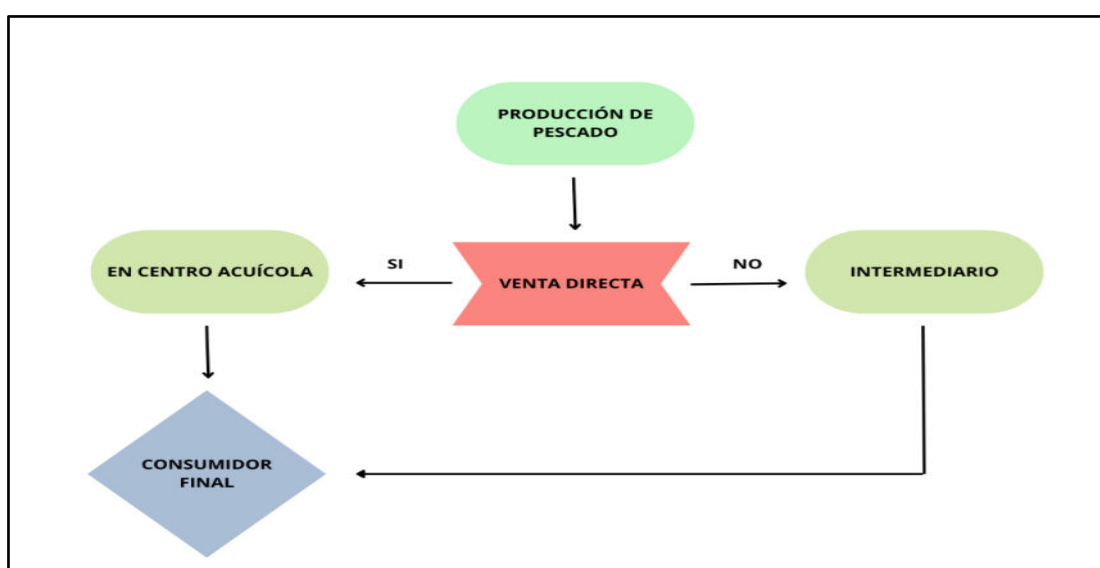 PRODUCCIÓN DE
PESCADO
EN CENTRO ACUÍCOLA
SI
VENTA DIRECTA
NO
INTERMEDIARIO
CONSUMIDOR
FINAL